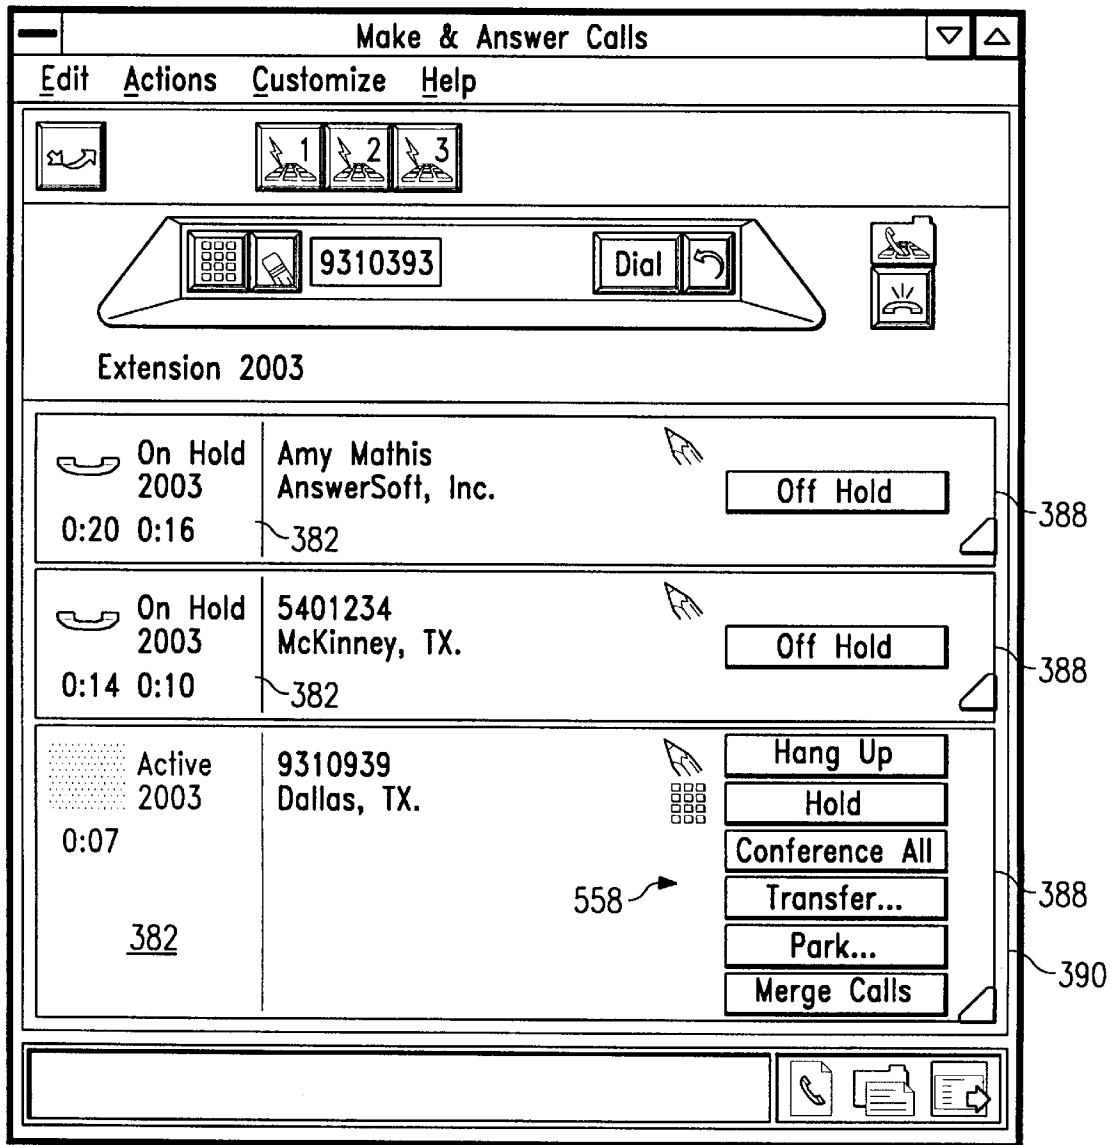 Make & Answer Calls
Edit Actions Customize Help
1 2 3
9310393 Dial
Extension 2003
On Hold
2003
0:20 0:16
382
Amy Mathis
AnswerSoft, Inc.
Off Hold
388
On Hold
2003
0:14 0:10
382
5401234
McKinney, TX.
Off Hold
388
Active
2003
0:07
382
9310939
Dallas, TX.
558
Hang Up
Hold
Conference All
Transfer...
Park...
Merge Calls
388
390